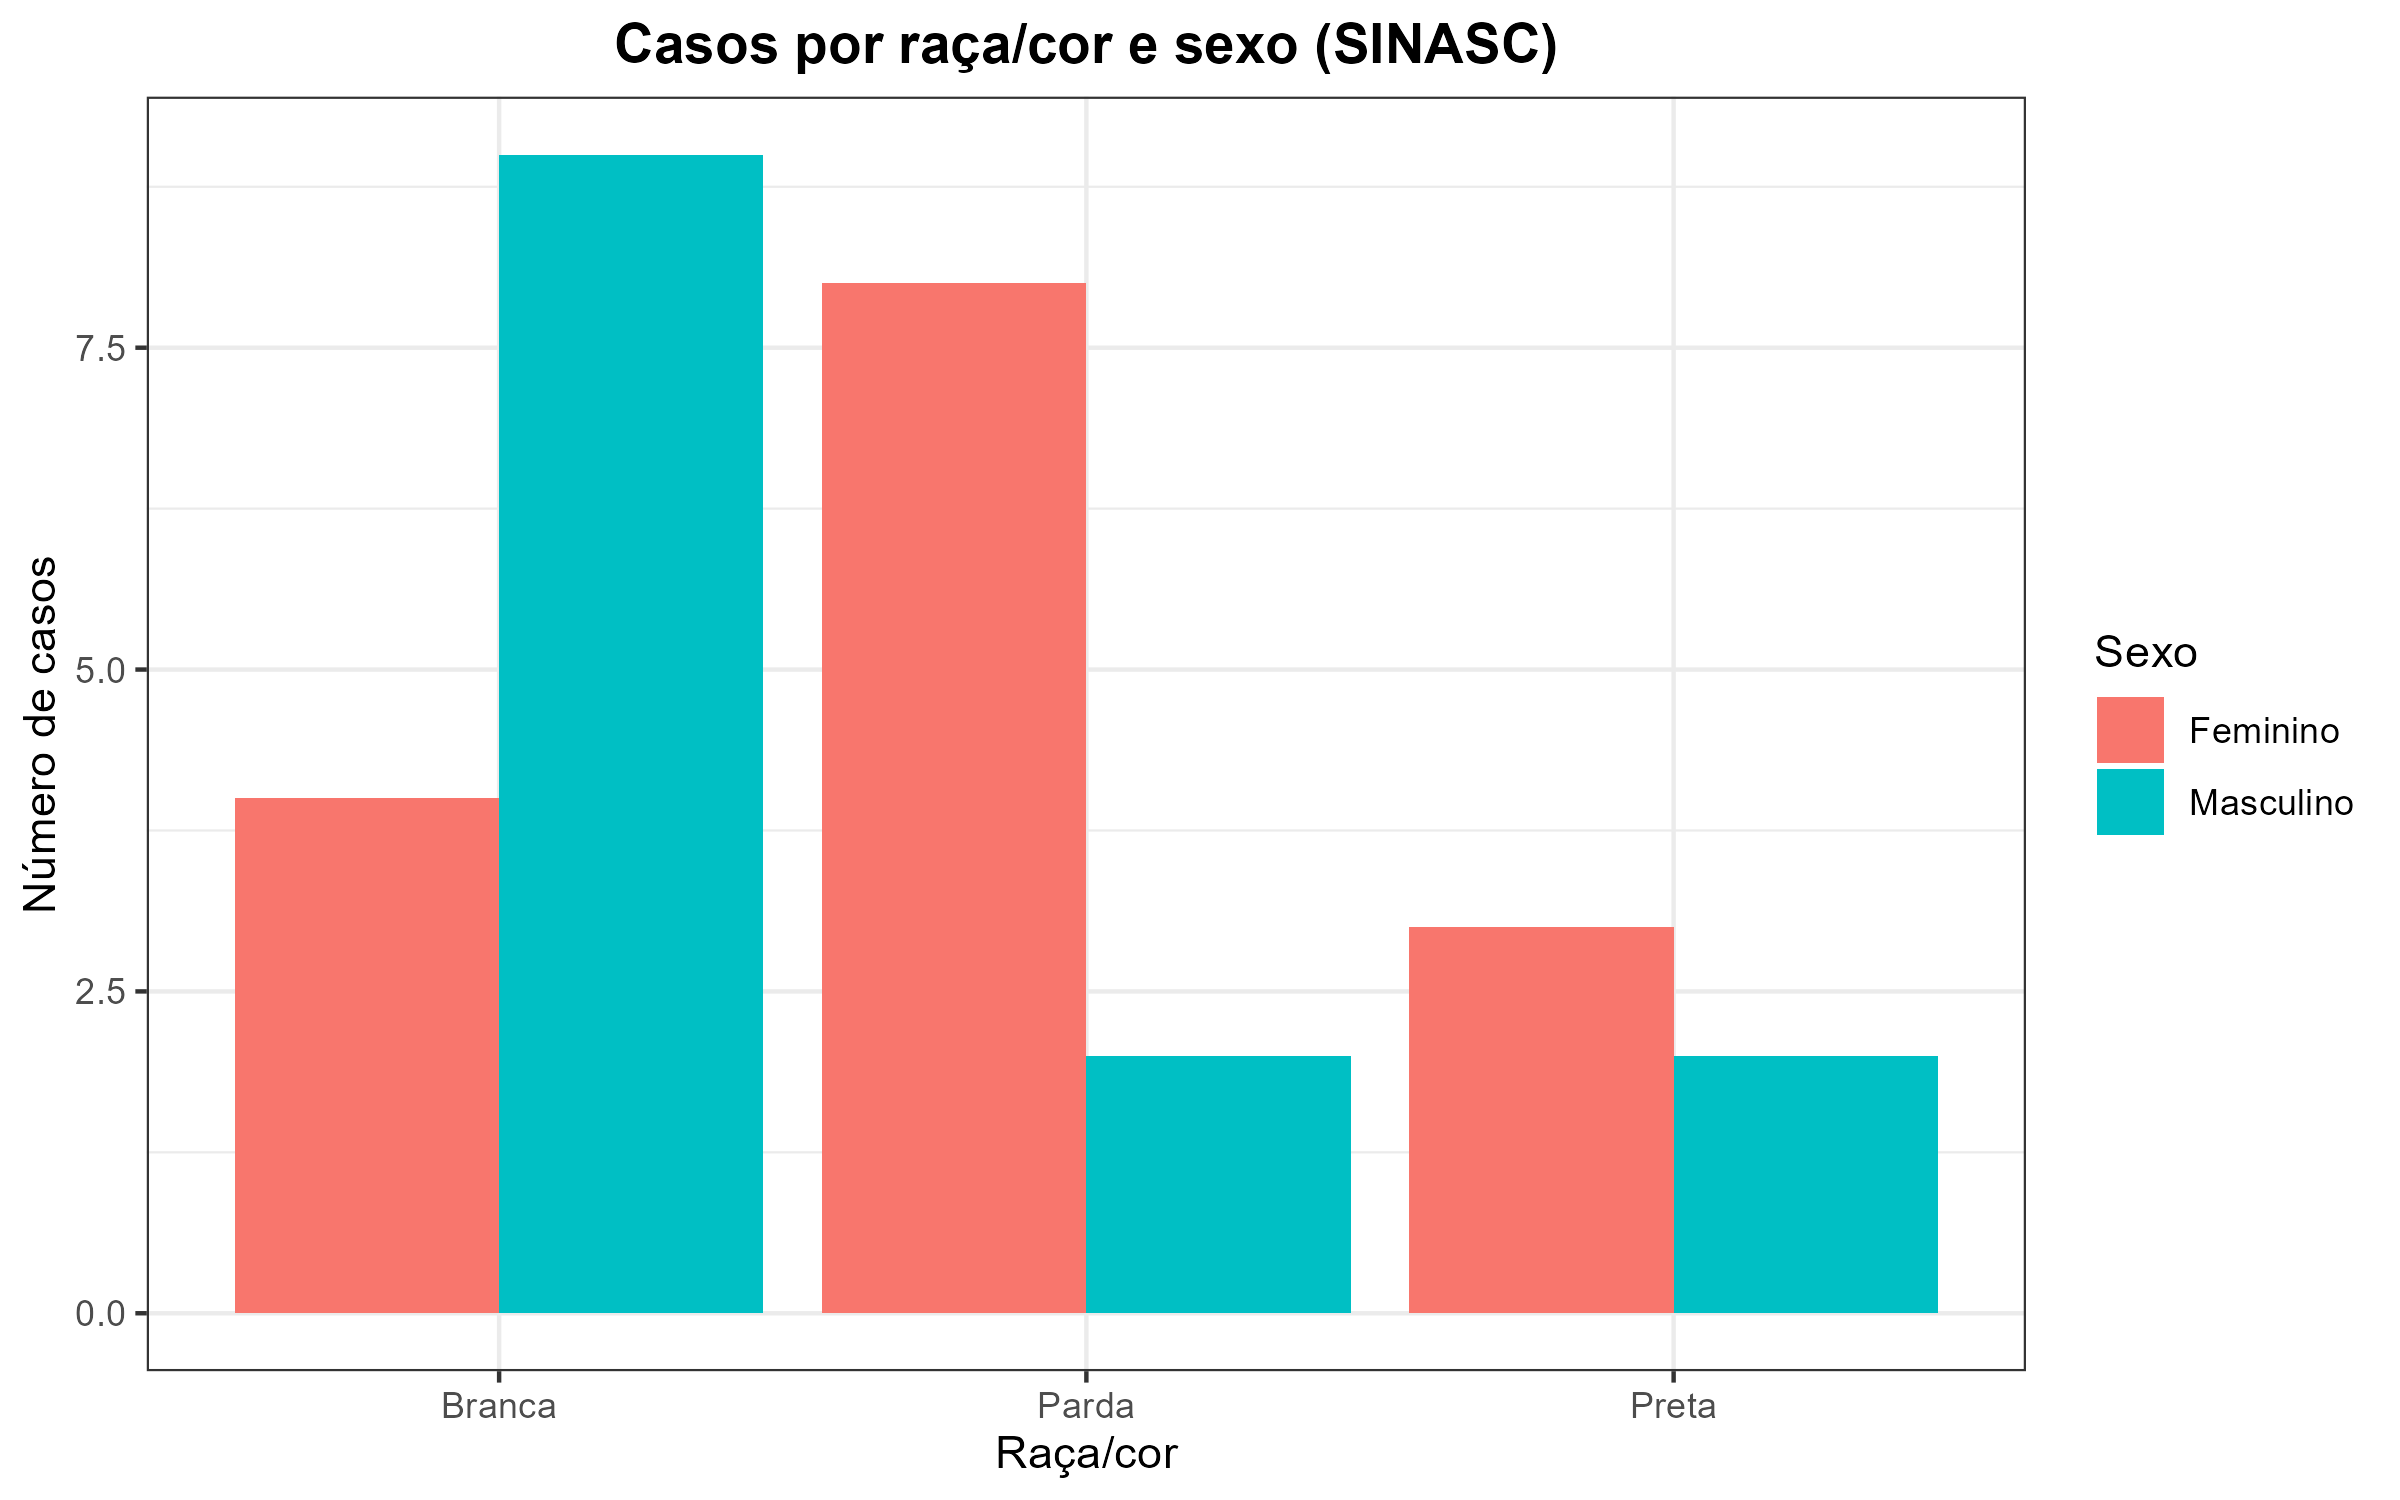 Casos por raça/cor e sexo (SINASC)
Número de casos
7.5
5.0
2.5
0.0
Branca
Parda
Preta
Raça/cor
Sexo
Feminino
Masculino